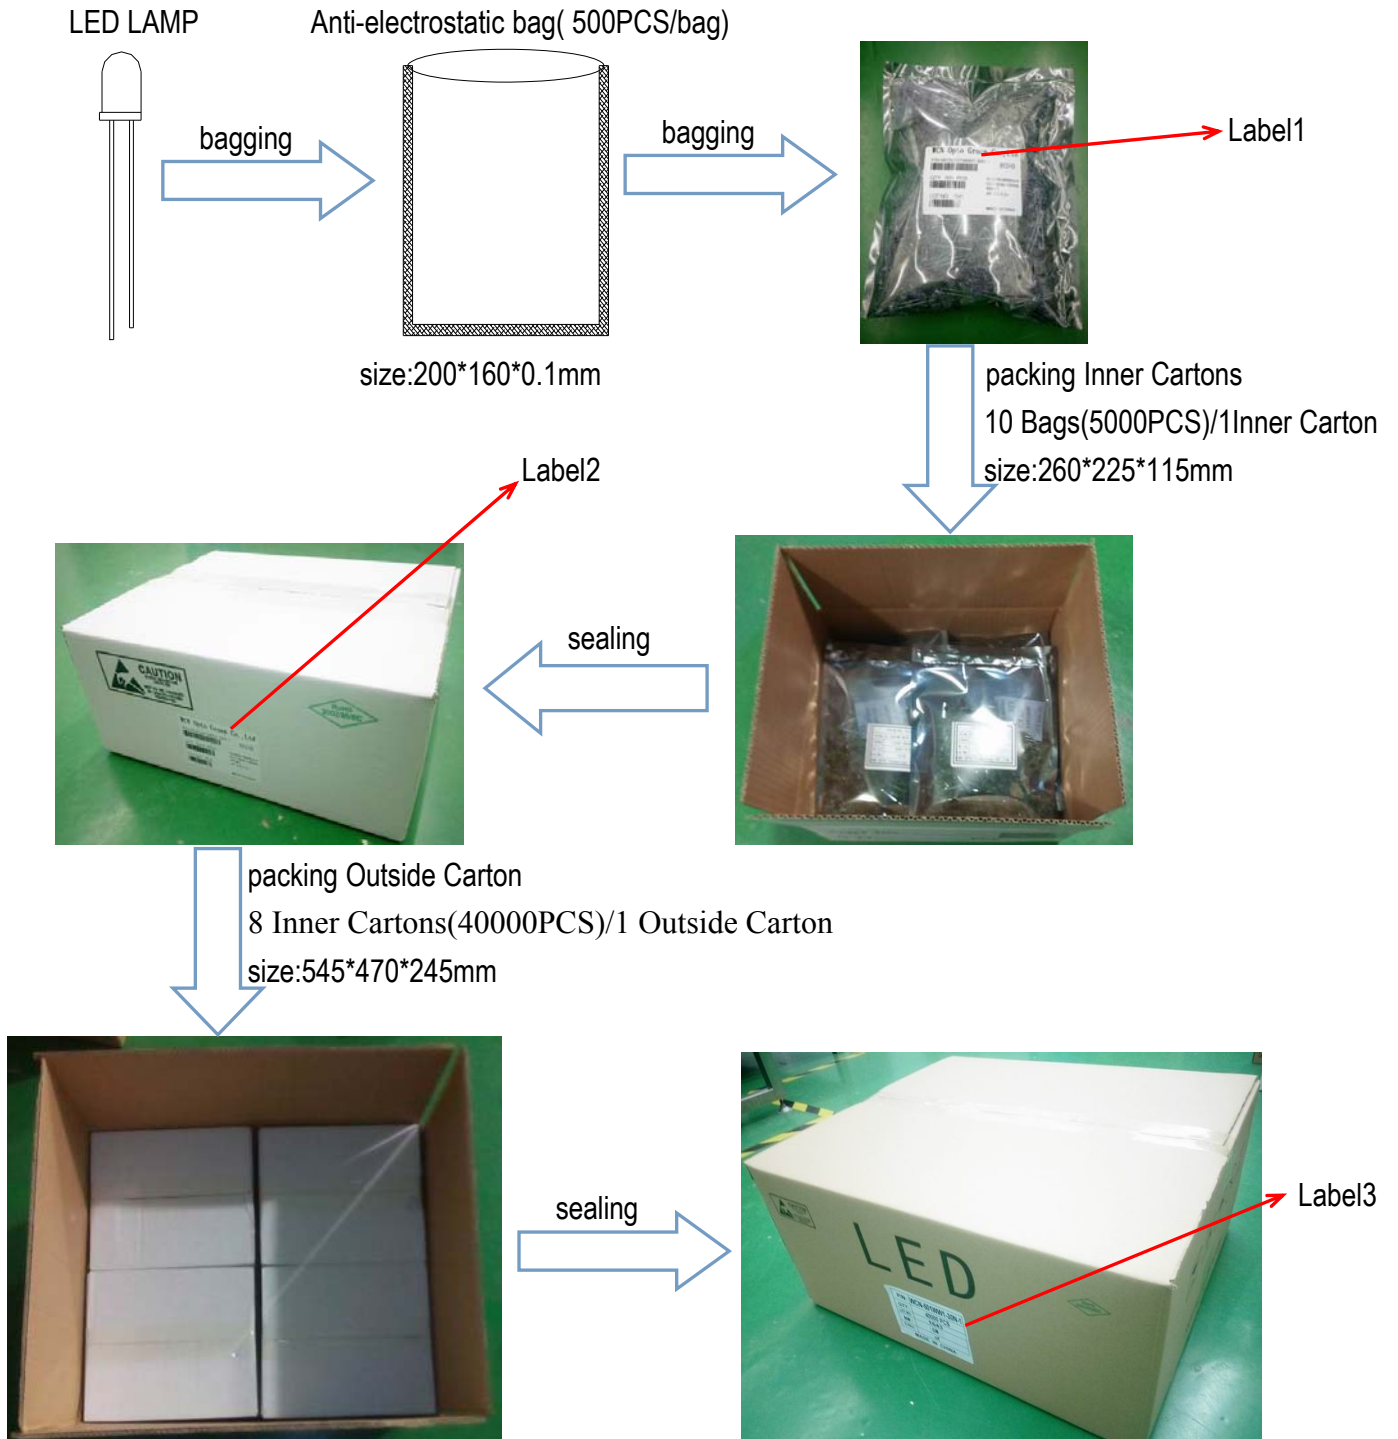 LED LAMP
Anti-electrostatic bag( 500PCS/bag)
bagging
bagging
Label1
size:200*160*0.1mm
packing Inner Cartons
10 Bags(5000PCS)/1Inner Carton
size:260*225*115mm
Label2
sealing
CAUTION
packing Outside Carton
8 Inner Cartons(40000PCS)/1 Outside Carton
size:545*470*245mm
sealing
Label3
LED